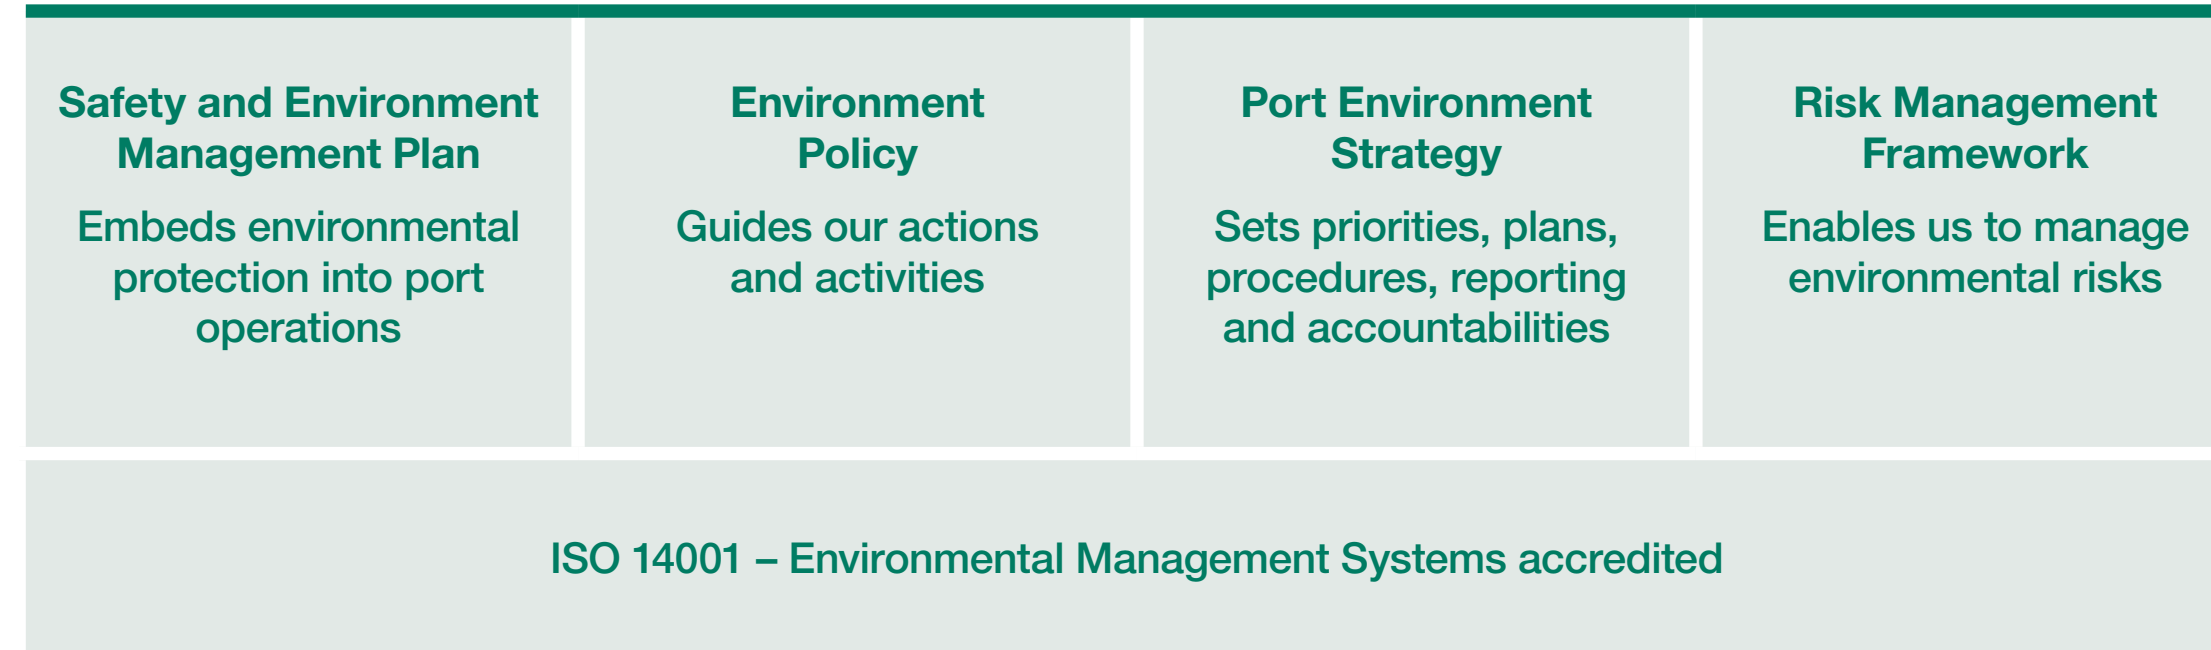 Safety and Environment
Management Plan
Embeds environmental
protection into port
operations
Environment
Policy
Guides our actions
and activities
Port Environment
Strategy
Sets priorities, plans,
procedures, reporting
and accountabilities
Risk Management
Framework
Enables us to manage
environmental risks
ISO 14001 – Environmental Management Systems accredited